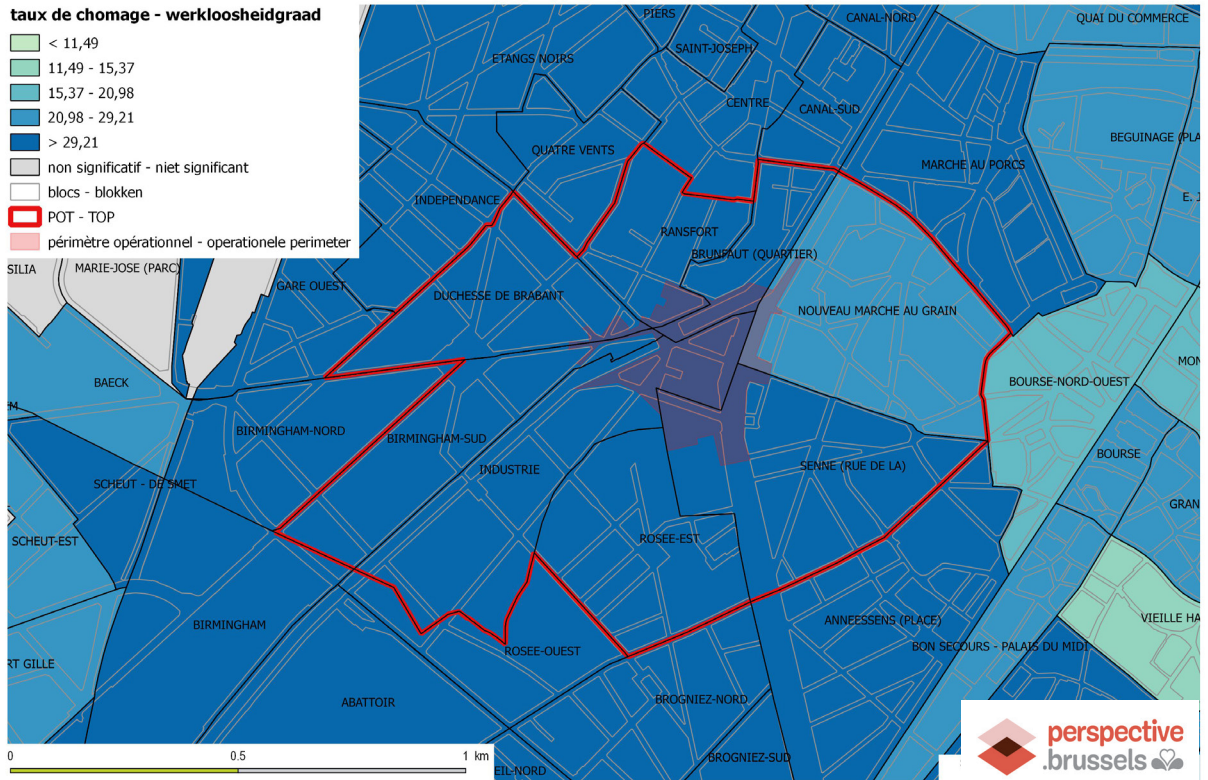 taux de chomage - werkloosheidgraad
< 11,49
11,49 - 15,37
15,37 - 20,98
20,98 - 29,21
> 29,21
non significatif - niet significant
blocs - blokken
POT - TOP
périmètre opérationnel - operationele perimeter
PIERS
CANAL-NORD
QUAI DU COMMERCE
SAINT-JOSEPH
ETANGS NOIRS
CENTRE
CANAL-SUD
BEGUINAGE (PLA
QUATRE VENTS
MARCHE AU PORCS
INDEPENDANCE
E. 
RANSFORT
BRUNFAUT (QUARTIER)
SILIA
MARIE-JOSE (PARC)
GARE OUEST
DUCHESSE DE BRABANT
NOUVEAU MARCHE AU GRAIN
MON
BAECK
BOURSE-NORD-OUEST
EM
BIRMINGHAM-NORD
BIRMINGHAM-SUD
BOURSE
INDUSTRIE
SENNE (RUE DE LA)
SCHEUT - DE SMET
GRAN
SCHEUT-EST
ROSEE-EST
BIRMINGHAM
ANNEESSENS (PLACE)
VIEILLE HA
ROSEE-OUEST
BON SECOURS - PALAIS DU MIDI
RT GILLE
ABATTOIR
BROGNIEZ-NORD
BROGNIEZ-SUD
EIL-NORD
0 0.5 1 km
perspective
.brussels